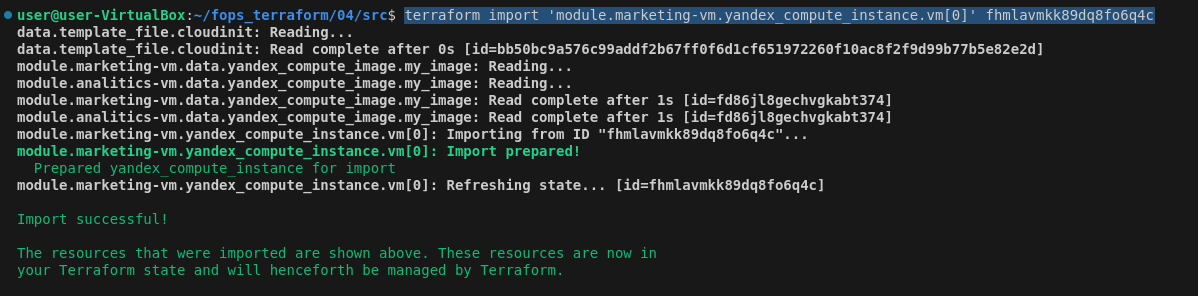 user@user-VirtualBox:~/fops_terraform/04/src$ terraform import 'module.marketing-vm.yandex_compute_instance.vm[0]' fhmlavmkk89dq8fo6q4c
data.template_file.cloudinit: Reading...
data.template_file.cloudinit: Read complete after 0s [id=bb50bc9a576c99addf2b67ff0f6d1cf651972260f10ac8f2f9d99b77b5e82e2d]
module.marketing-vm.data.yandex_compute_image.my_image: Reading...
module.analitics-vm.data.yandex_compute_image.my_image: Reading...
module.marketing-vm.data.yandex_compute_image.my_image: Read complete after 1s [id=fd86jl8gechvgkabt374]
module.analitics-vm.data.yandex_compute_image.my_image: Read complete after 1s [id=fd86jl8gechvgkabt374]
module.marketing-vm.yandex_compute_instance.vm[0]: Importing from ID "fhmlavmkk89dq8fo6q4c"...
module.marketing-vm.yandex_compute_instance.vm[0]: Import prepared!
  Prepared yandex_compute_instance for import
module.marketing-vm.yandex_compute_instance.vm[0]: Refreshing state... [id=fhmlavmkk89dq8fo6q4c]

Import successful!

The resources that were imported are shown above. These resources are now in
your Terraform state and will henceforth be managed by Terraform.